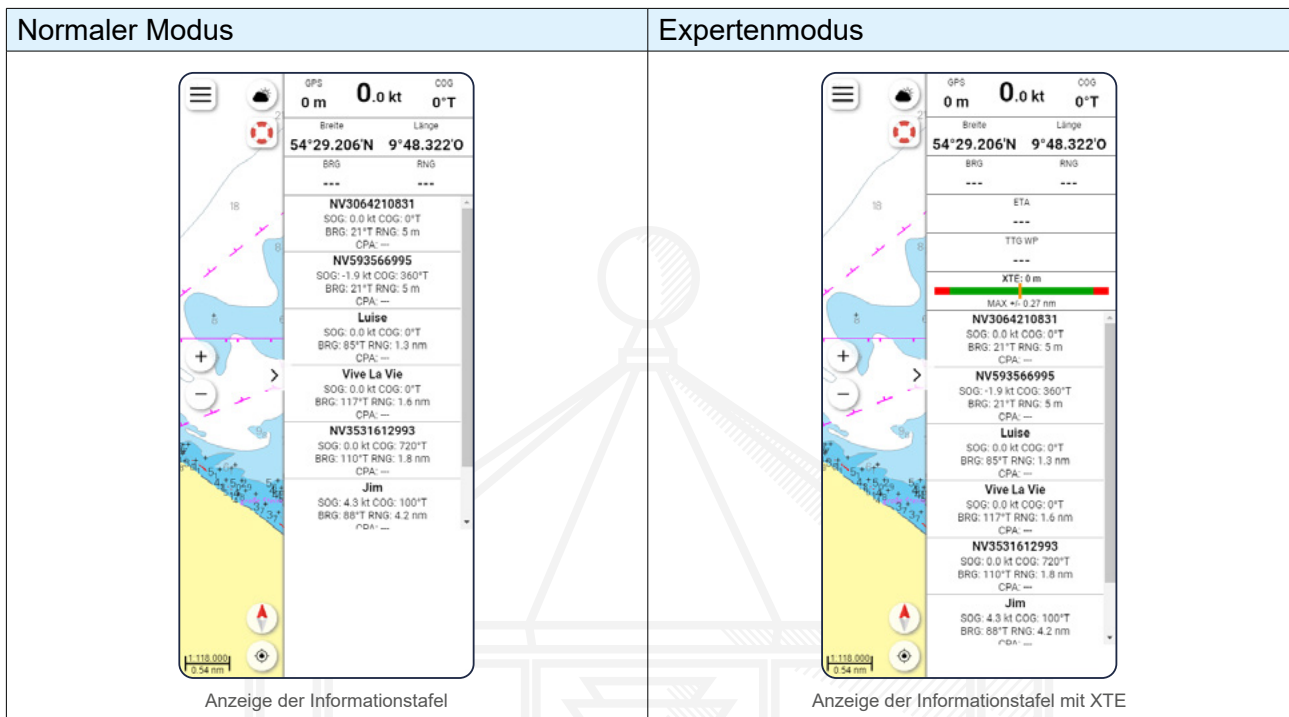 Normaler Modus
GPS
0 m
0.0 kt
COG
0°T
Breite
Länge
54°29.206'N
9°48.322'O
BRG
RNG
---
---
NV3064210831
SOG: 0.0 kt COG: 0°T
BRG: 21°T RNG: 5 m
CPA: ---
NV593566995
SOG: -1.9 kt COG: 360°T
BRG: 21°T RNG: 5 m
CPA: ---
Luise
SOG: 0.0 kt COG: 0°T
BRG: 85°T RNG: 1.3 nm
CPA: ---
Vive La Vie
SOG: 0.0 kt COG: 0°T
BRG: 117°T RNG: 1.6 nm
CPA: ---
NV3531612993
SOG: 0.0 kt COG: 720°T
BRG: 110°T RNG: 1.8 nm
CPA: ---
Jim
SOG: 4.3 kt COG: 100°T
BRG: 88°T RNG: 4.2 nm
CPA: ---
18
8
+
−
1:118.000
0.54 nm
Anzeige der Informationstafel
Expertenmodus
GPS
0 m
0.0 kt
COG
0°T
Breite
Länge
54°29.206'N
9°48.322'O
BRG
RNG
---
---
ETA
---
TTG WP
---
XTE: 0 m
MAX +/- 0.27 nm
NV3064210831
SOG: 0.0 kt COG: 0°T
BRG: 21°T RNG: 5 m
CPA: ---
NV593566995
SOG: -1.9 kt COG: 360°T
BRG: 21°T RNG: 5 m
CPA: ---
Luise
SOG: 0.0 kt COG: 0°T
BRG: 85°T RNG: 1.3 nm
CPA: ---
Vive La Vie
SOG: 0.0 kt COG: 0°T
BRG: 117°T RNG: 1.6 nm
CPA: ---
NV3531612993
SOG: 0.0 kt COG: 720°T
BRG: 110°T RNG: 1.8 nm
CPA: ---
Jim
SOG: 4.3 kt COG: 100°T
BRG: 88°T RNG: 4.2 nm
CPA: ---
18
8
+
−
1:118.000
0.54 nm
Anzeige der Informationstafel mit XTE